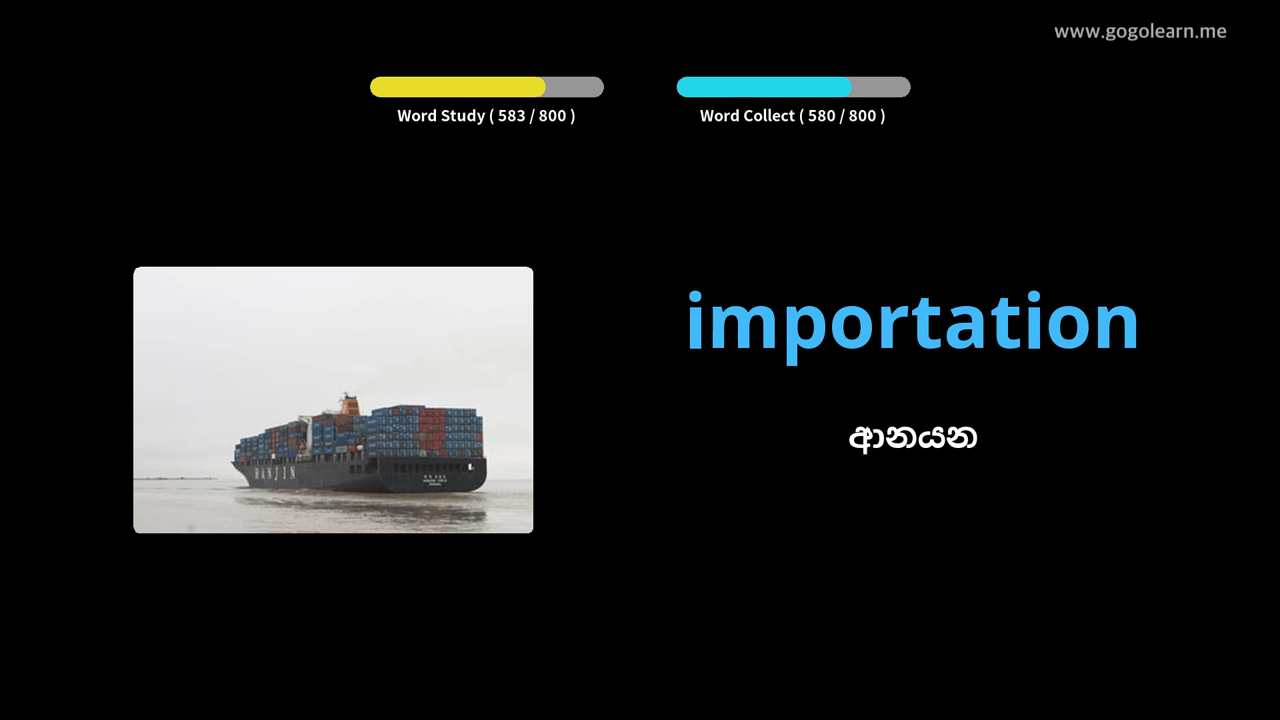 www.gogolearn.me
Word Study ( 583 / 800 )
Word Collect ( 580 / 800 )
importation
ආනයන
HANJIN